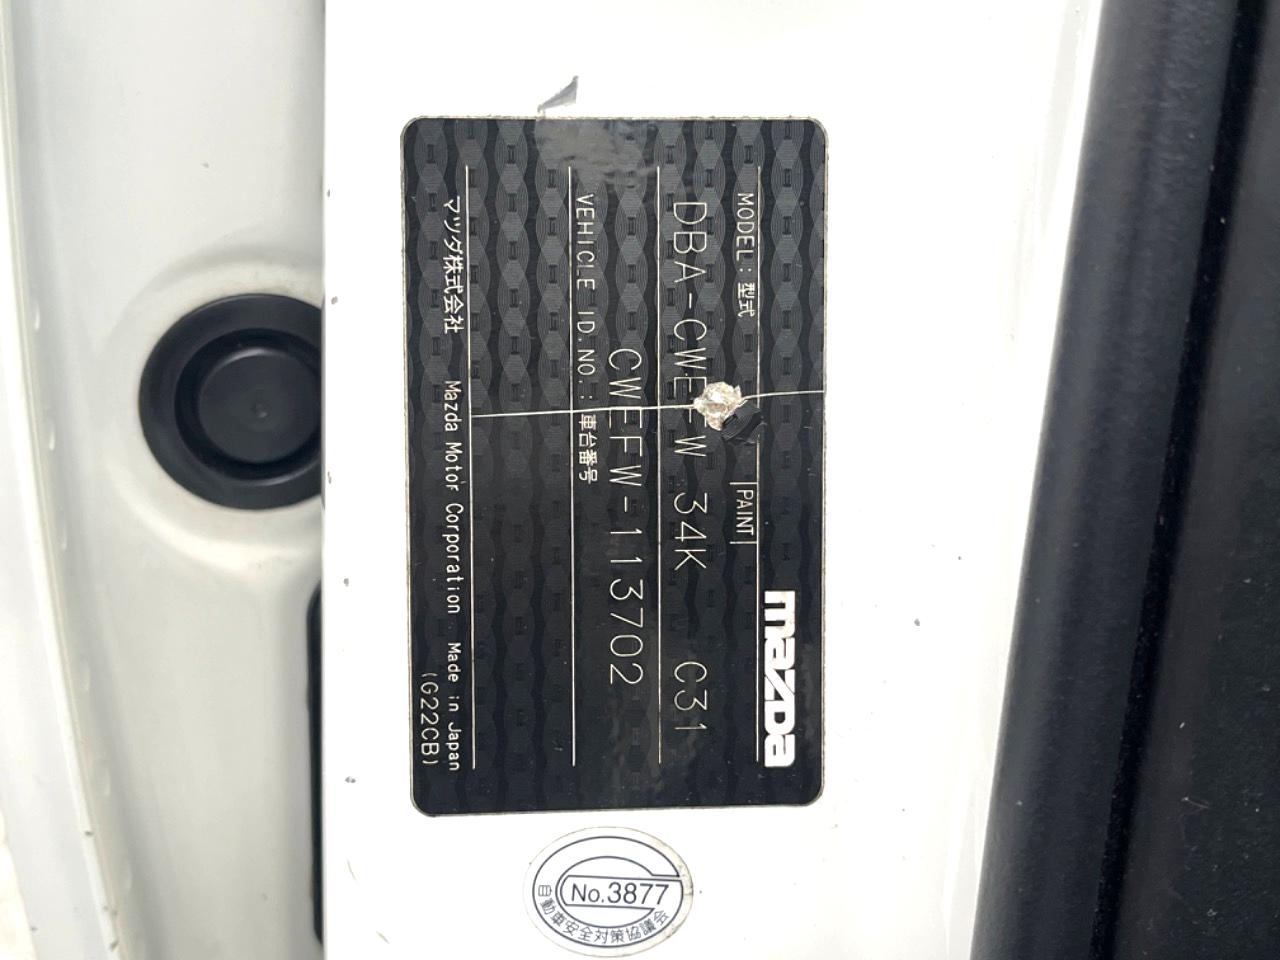 mazda
MODEL:型式 PAINT
DBA-CWEFW 34K C31
CWEFW-113702
VEHICLE ID.NO.:車台番号
マツダ株式会社 Mazda Motor Corporation Made in Japan
(G22CB)
No.3877
自動車安全対策協議会